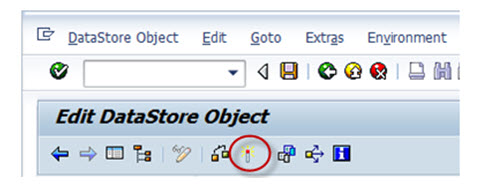 DataStore Object Edit Goto Extras Environment
Edit DataStore Object